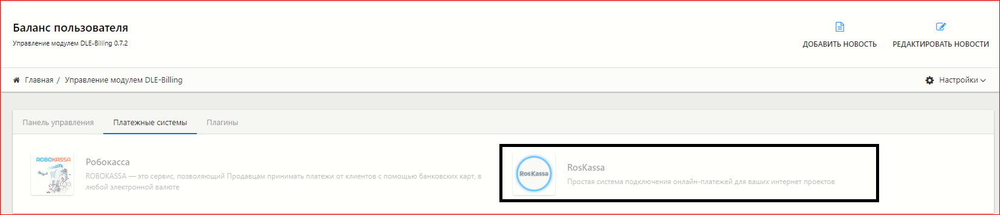 Баланс пользователя
Управление модулем DLE-Billing 0.7.2
ДОБАВИТЬ НОВОСТЬ
РЕДАКТИРОВАТЬ НОВОСТИ
Главная / Управление модулем DLE-Billing
Настройки
Панель управления
Платежные системы
Плагины
ROBOKASSA
Робокасса
ROBOKASSA — это сервис, позволяющий Продавцам принимать платежи от клиентов с помощью банковских карт, в
любой электронной валюте
RosKassa
RosKassa
Простая система подключения онлайн-платежей для ваших интернет проектов